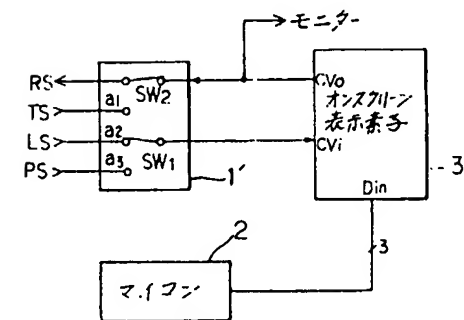 モニター
RS
TS
LS
PS
a1
a2
a3
SW2
SW1
1'
CVo
オンスクリーン
表示素子
CVi
Din
3
3
2
マイコン